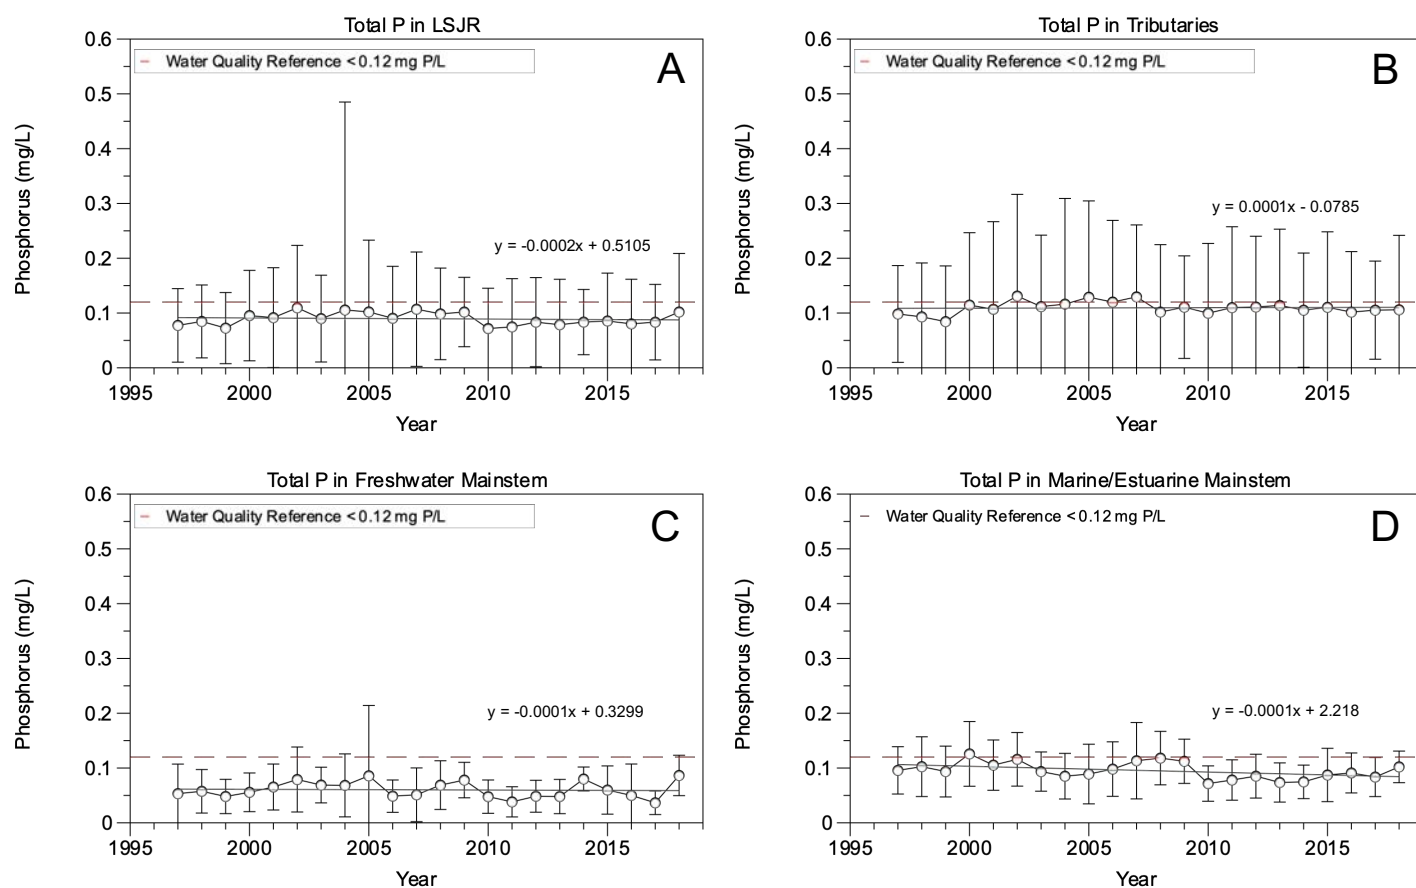 Total P in LSJR
Water Quality Reference <0.12 mg P/L
A
0.6
0.5
0.4
0.3
0.2
0.1
0
Phosphorus (mg/L)
y = -0.0002x + 0.5105
1995 2000 2005 2010 2015
Year
Total P in Tributaries
Water Quality Reference <0.12 mg P/L
B
0.6
0.5
0.4
0.3
0.2
0.1
0
Phosphorus (mg/L)
y = 0.0001x - 0.0785
1995 2000 2005 2010 2015
Year
Total P in Freshwater Mainstem
Water Quality Reference <0.12 mg P/L
C
0.6
0.5
0.4
0.3
0.2
0.1
0
Phosphorus (mg/L)
y = -0.0001x + 0.3299
1995 2000 2005 2010 2015
Year
Total P in Marine/Estuarine Mainstem
Water Quality Reference <0.12 mg P/L
D
0.6
0.5
0.4
0.3
0.2
0.1
0
Phosphorus (mg/L)
y = -0.0001x + 2.218
1995 2000 2005 2010 2015
Year